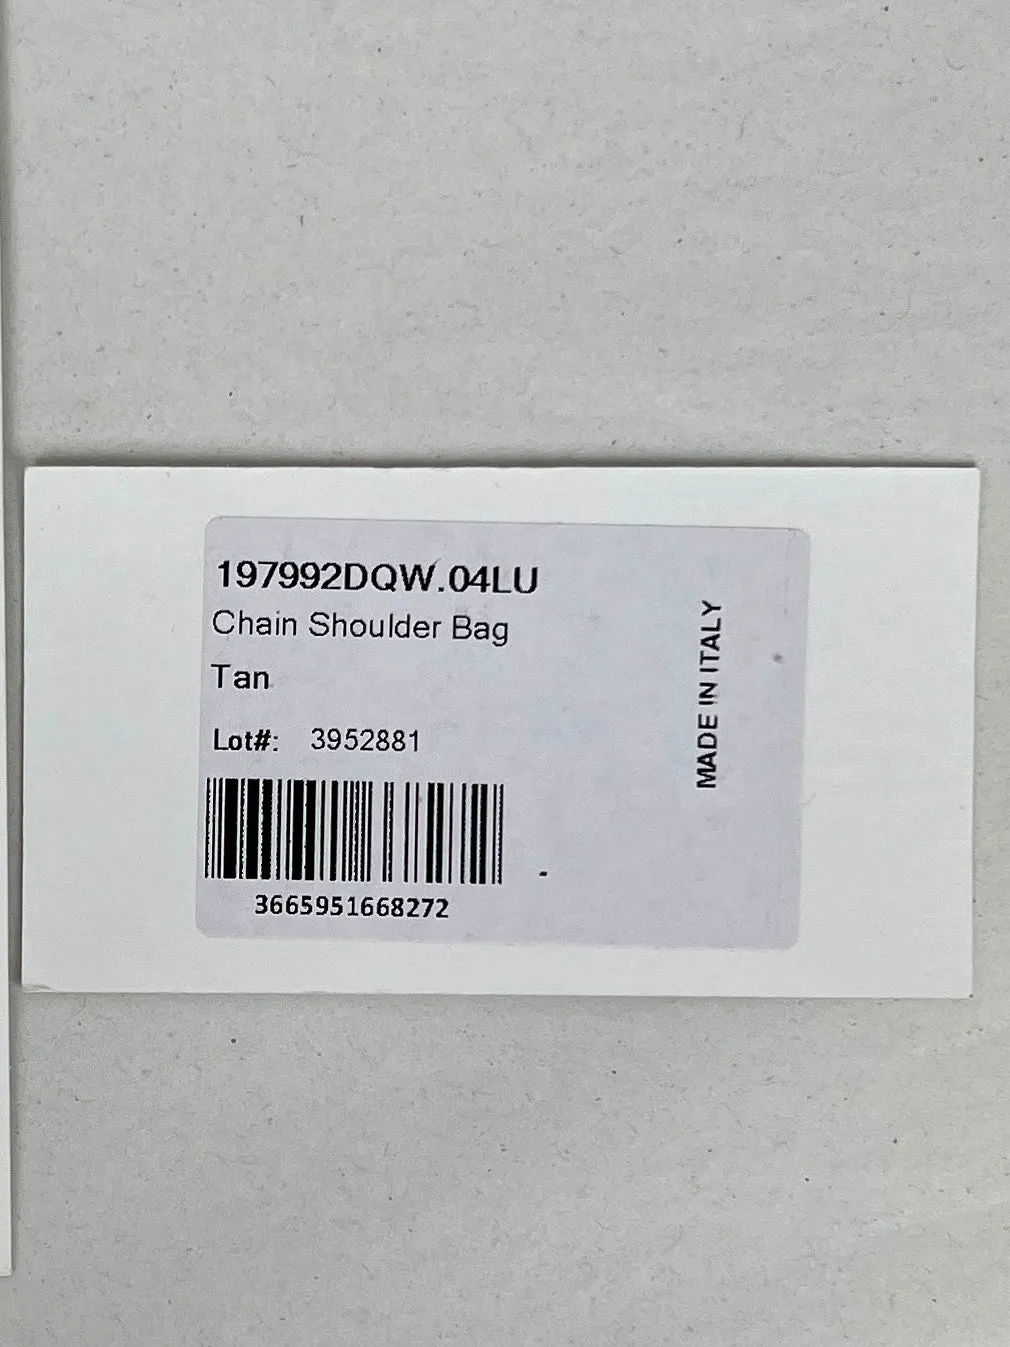 197992DQW.04LU
Chain Shoulder Bag
Tan
Lot#: 3952881
3665951668272
MADE IN ITALY